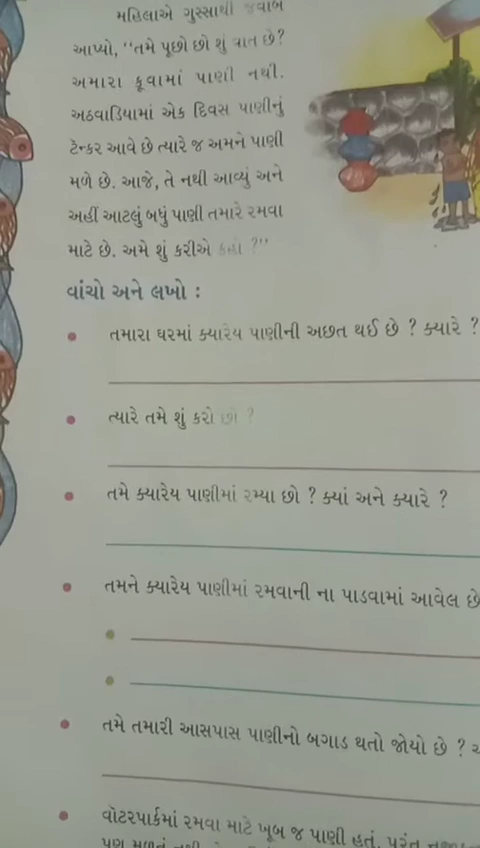 મહિલાએ ગુસ્સાથી જવાબ
આપ્યો, "તમે પૂછો છો શું વાત છે?
અમારા કૂવામાં પાણી નથી.
અઠવાડિયામાં એક દિવસ પાણીનું
ટૅન્કર આવે છે ત્યારે જ અમને પાણી
મળે છે. આજે, તે નથી આવ્યું અને
અહીં આટલું બધું પાણી તમારે રમવા
માટે છે. અમે શું કરીએ કહો ?"
વાંચો અને લખો :
તમારા ઘરમાં ક્યારેય પાણીની અછત થઈ છે ? ક્યારે ?
ત્યારે તમે શું કરો છો ?
તમે ક્યારેય પાણીમાં રમ્યા છો ? ક્યાં અને ક્યારે ?
તમને ક્યારેય પાણીમાં રમવાની ના પાડવામાં આવેલ છે
તમે તમારી આસપાસ પાણીનો બગાડ થતો જોયો છે ?
વૉટરપાર્કમાં રમવા માટે ખૂબ જ પાણી હતું, પરંતુ
પણ